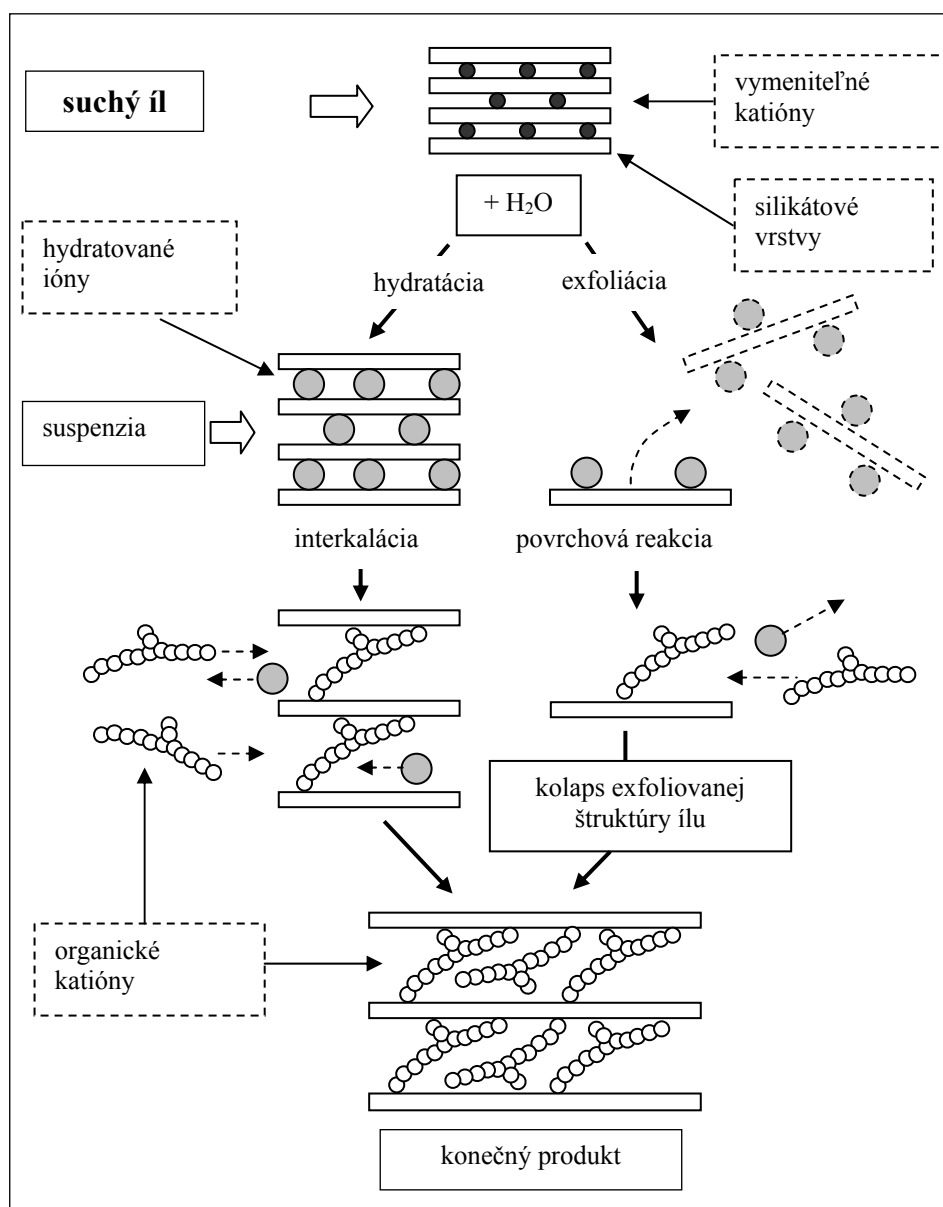 suchý íl
vymeniteľné
katióny
+ H₂O
silikátové
vrstvy
hydratované
ióny
hydratácia
exfoliácia
suspenzia
interkalácia
povrchová reakcia
kolaps exfoliovanej
štruktúry ílu
organické
katióny
konečný produkt